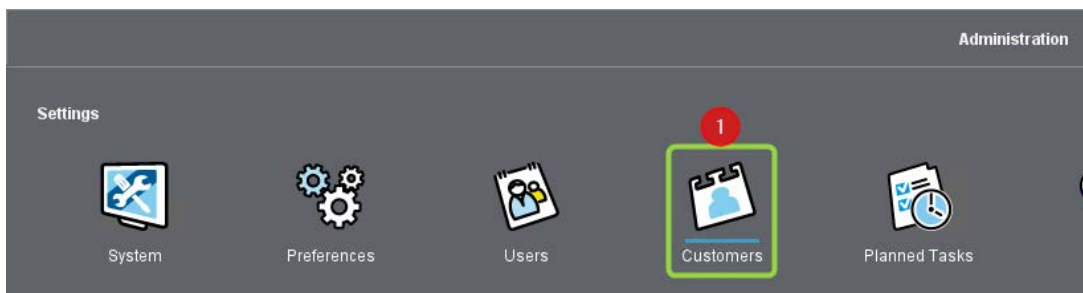 Administration
Settings
1
System
Preferences
Users
Customers
Planned Tasks